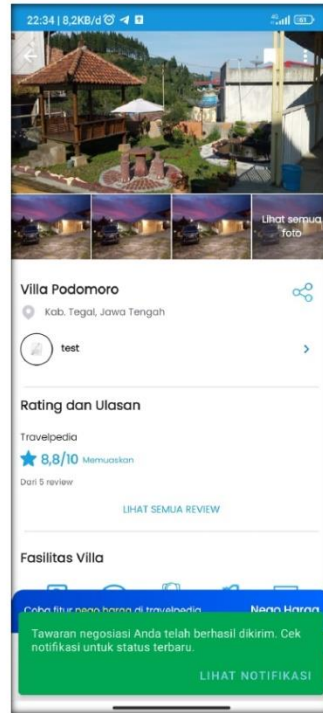 22:34 | 8,2KB/d
61
Lihat semua
foto
Villa Podomoro
Kab. Tegal, Jawa Tengah
test
Rating dan Ulasan
Travelpedia
8,8/10 Memuaskan
Dari 5 review
LIHAT SEMUA REVIEW
Fasilitas Villa
Coba fitur nego harga di travelpedia Nego Harga
Tawaran negosiasi Anda telah berhasil dikirim. Cek
notifikasi untuk status terbaru.
LIHAT NOTIFIKASI